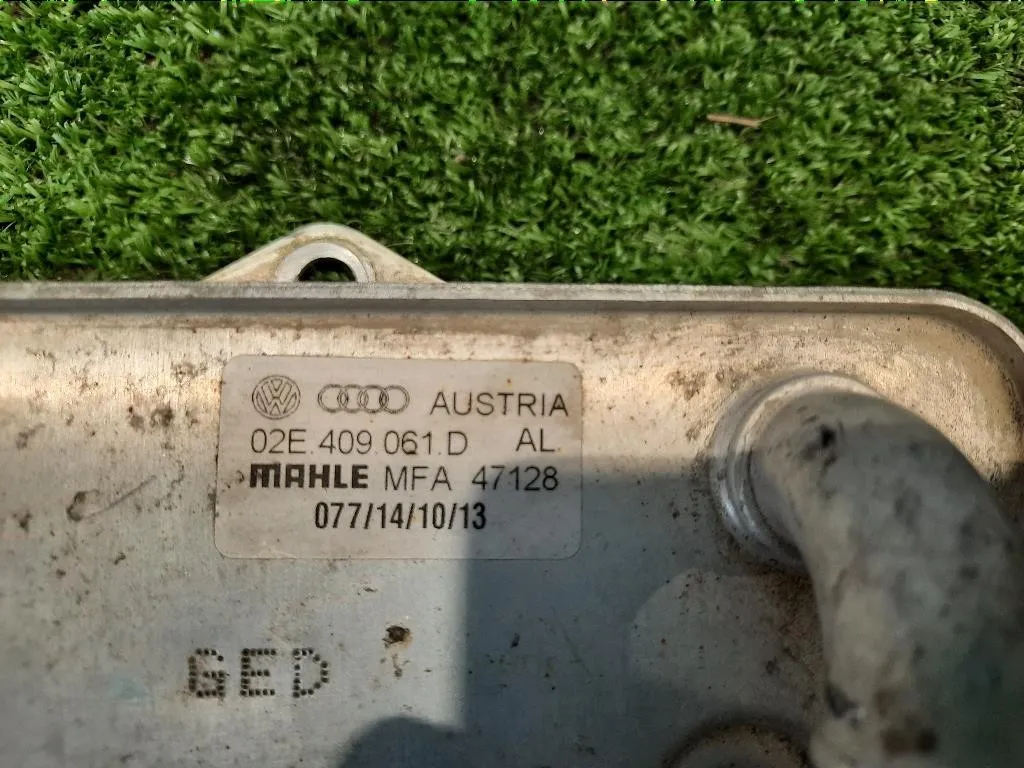 AUSTRIA
02E.409.061.D AL
MAHLE MFA 47128
077/14/10/13
GED